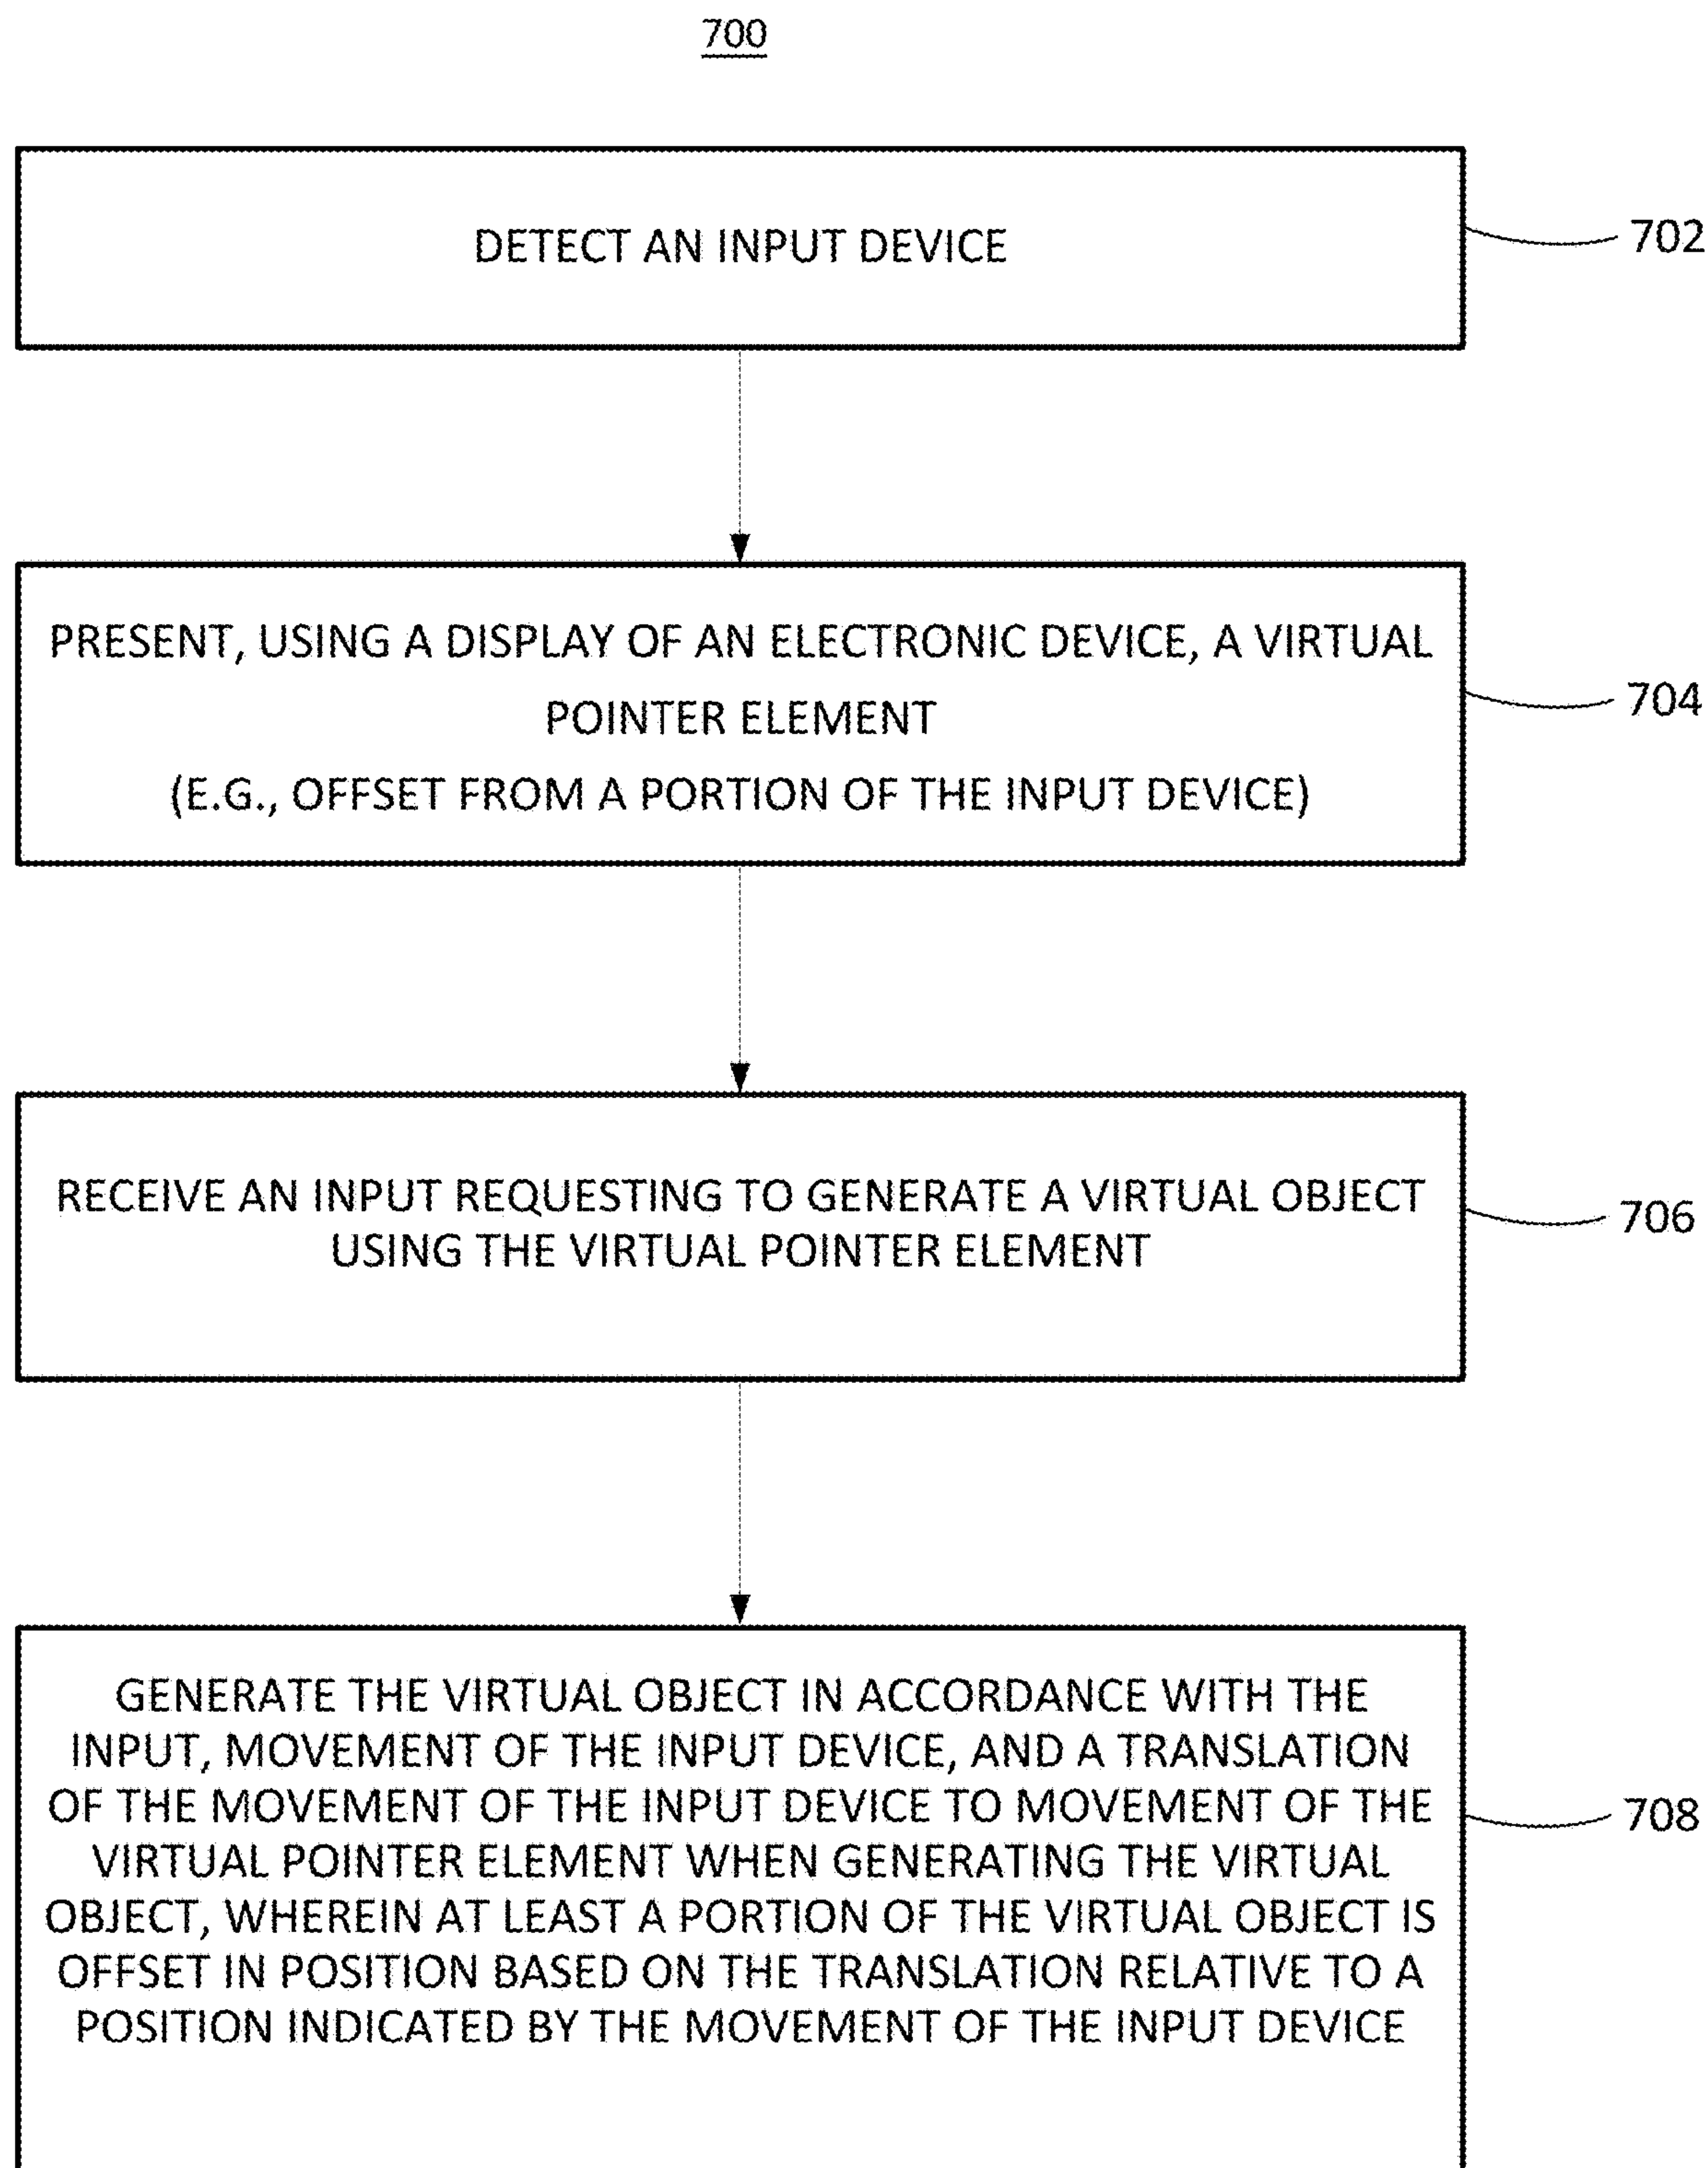 700
DETECT AN INPUT DEVICE
702
PRESENT, USING A DISPLAY OF AN ELECTRONIC DEVICE, A VIRTUAL
POINTER ELEMENT
(E.G., OFFSET FROM A PORTION OF THE INPUT DEVICE)
704
RECEIVE AN INPUT REQUESTING TO GENERATE A VIRTUAL OBJECT
USING THE VIRTUAL POINTER ELEMENT
706
GENERATE THE VIRTUAL OBJECT IN ACCORDANCE WITH THE
INPUT, MOVEMENT OF THE INPUT DEVICE, AND A TRANSLATION
OF THE MOVEMENT OF THE INPUT DEVICE TO MOVEMENT OF THE
VIRTUAL POINTER ELEMENT WHEN GENERATING THE VIRTUAL
OBJECT, WHEREIN AT LEAST A PORTION OF THE VIRTUAL OBJECT IS
OFFSET IN POSITION BASED ON THE TRANSLATION RELATIVE TO A
POSITION INDICATED BY THE MOVEMENT OF THE INPUT DEVICE
708